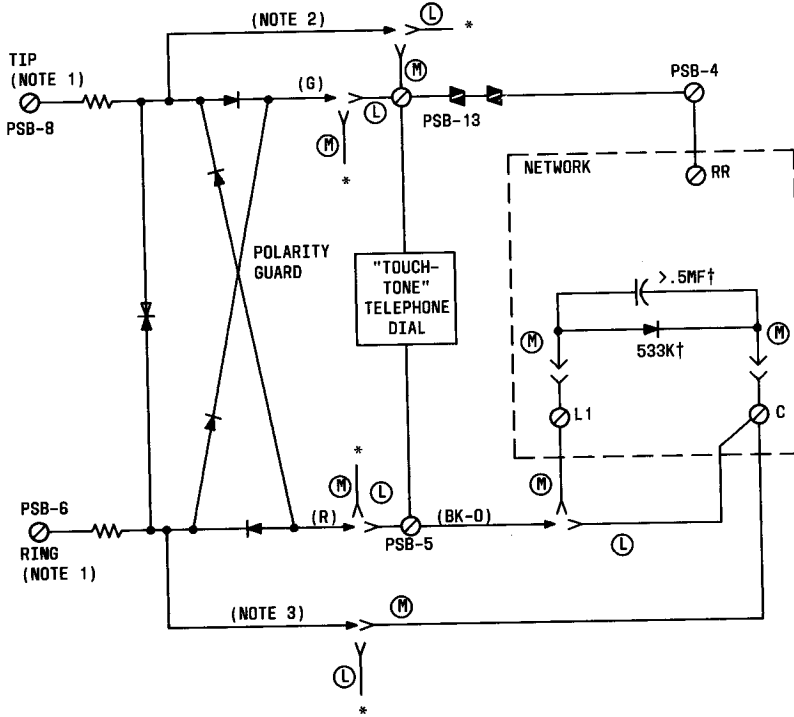 (NOTE 2)
L
*
TIP
(NOTE 1)
PSB-8
(G)
M
L
M
*
PSB-13
PSB-4
NETWORK
RR
POLARITY
GUARD
"TOUCH-
TONE"
TELEPHONE
DIAL
>.5MF†
M
533K†
M
L1
C
*
M
L
M
PSB-6
RING
(NOTE 1)
(R)
PSB-5
(BK-O)
L
(NOTE 3)
M
L
*